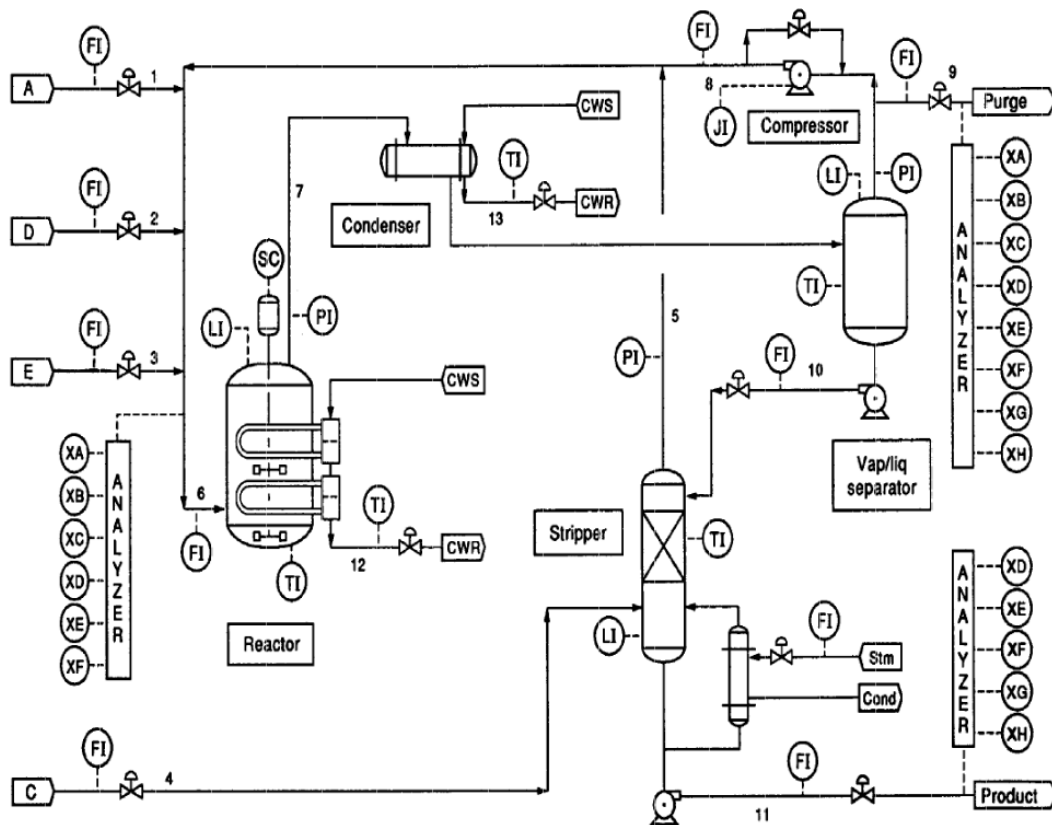 FI
FI
FI
9
A
1
8
Purge
CWS
JI
Compressor
XA
LI
PI
TI
7
XB
FI
13
CWR
A
N
A
L
Y
Z
E
R
XC
Condenser
D
2
SC
TI
XD
FI
LI
PI
5
XE
PI
FI
XF
E
3
10
CWS
XG
XA
A
N
A
L
Y
Z
E
R
XH
XB
6
Vap/liq
separator
XC
TI
Stripper
TI
FI
12
CWR
XD
TI
A
N
A
L
Y
Z
E
R
XD
XE
XE
Reactor
LI
FI
XF
XF
Stm
XG
Cond
XH
FI
FI
C
4
11
Product